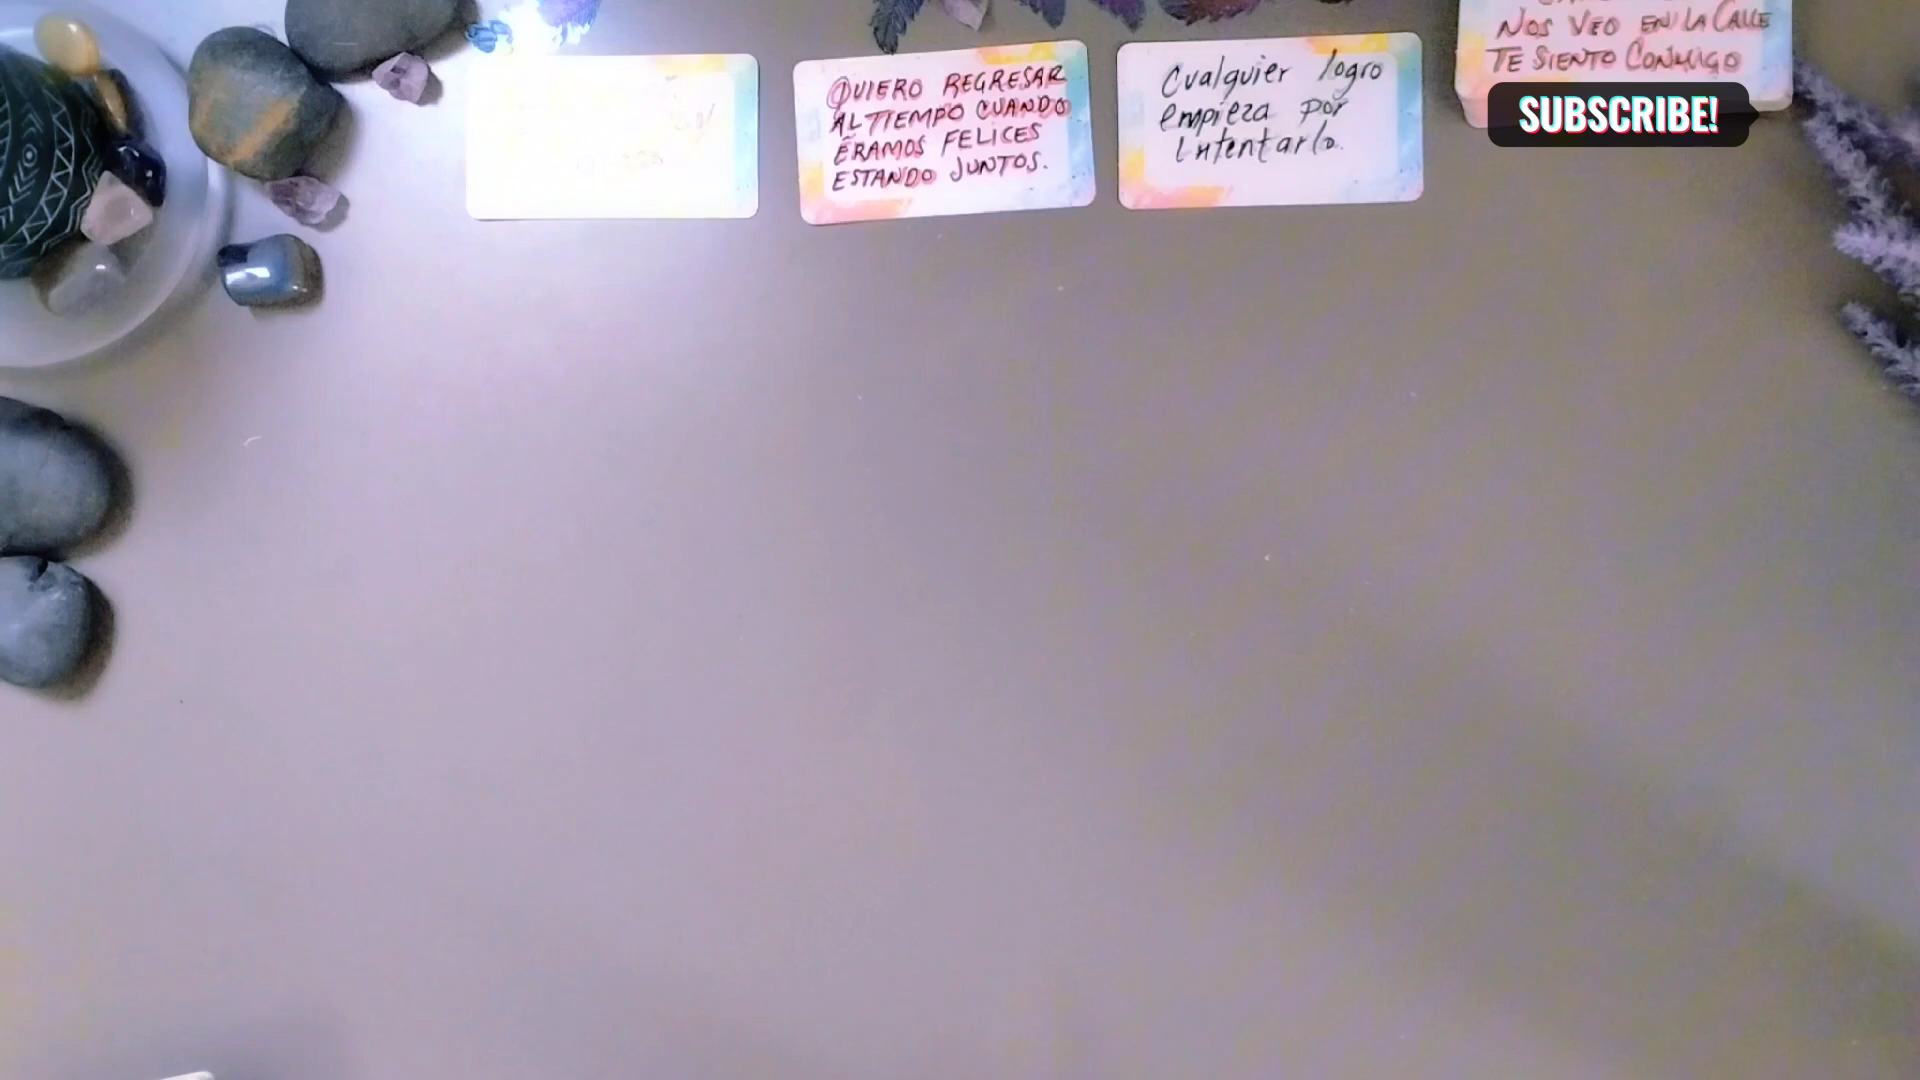 QUIERO REGRESAR
AL TIEMPO CUANDO
ÉRAMOS FELICES
ESTANDO JUNTOS.
Cualquier logro
empieza por
intentarlo.
NOS VEO EN LA CALLE
TE SIENTO CONMIGO
SUBSCRIBE!